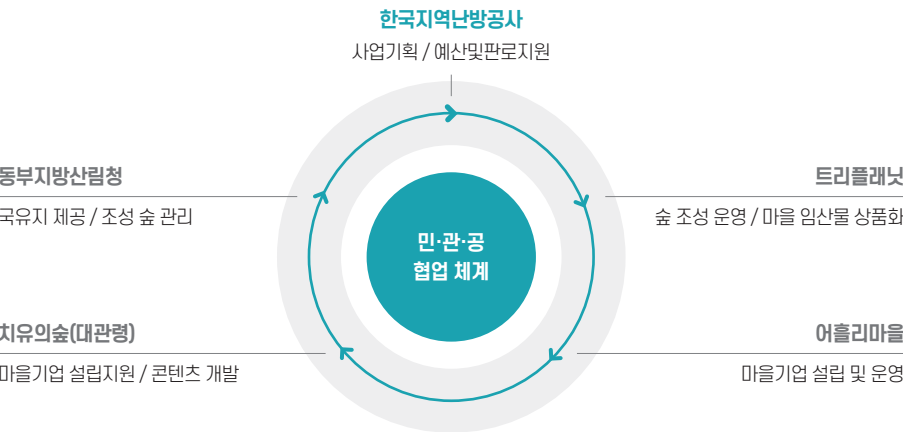 한국지역난방공사
사업기획 / 예산및판로지원
동부지방산림청
국유지 제공 / 조성 숲 관리
트리플래닛
숲 조성 운영 / 마을 임산물 상품화
민·관·공
협업 체계
치유의숲(대관령)
마을기업 설립지원 / 콘텐츠 개발
어흘리마을
마을기업 설립 및 운영